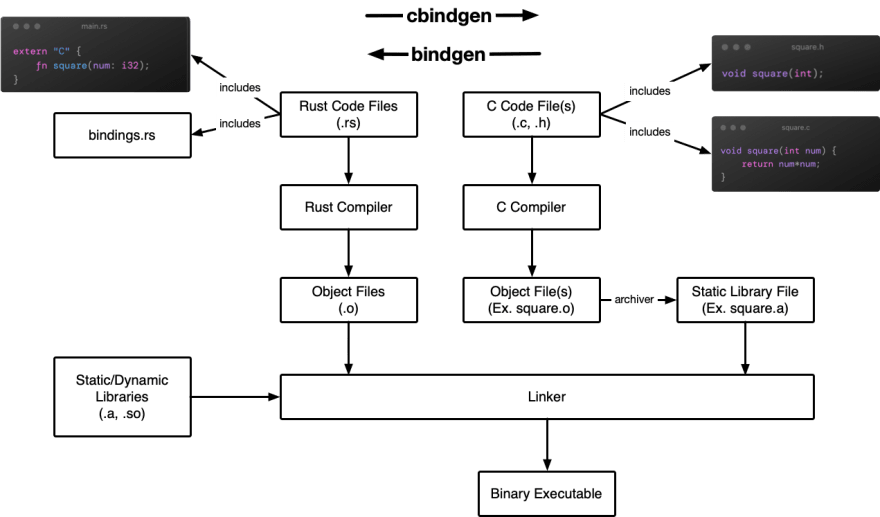 cbindgen
bindgen
main.rs
extern "C" {
fn square(num: i32);
}
includes
includes
bindings.rs
Rust Code Files
(.rs)
C Code File(s)
(.c, .h)
includes
includes
square.h
void square(int);
square.c
void square(int num) {
return num*num;
}
Rust Compiler
C Compiler
Object Files
(.o)
Object File(s)
(Ex. square.o)
archiver
Static Library File
(Ex. square.a)
Static/Dynamic
Libraries
(.a, .so)
Linker
Binary Executable